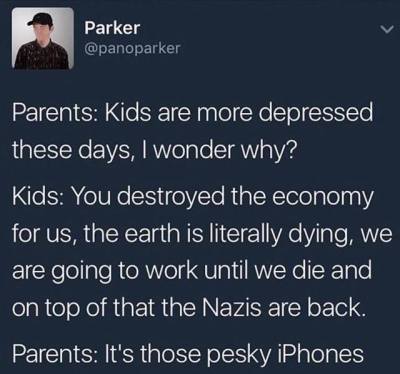 Parker
@panoparker
Parents: Kids are more depressed
these days, I wonder why?
Kids: You destroyed the economy
for us, the earth is literally dying, we
are going to work until we die and
on top of that the Nazis are back.
Parents: It's those pesky iPhones